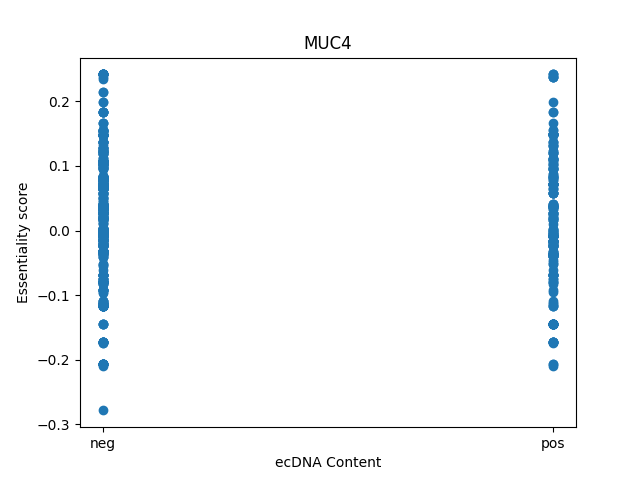 MUC4
Essentiality score
0.2
0.1
0.0
−0.1
−0.2
−0.3
neg
pos
ecDNA Content